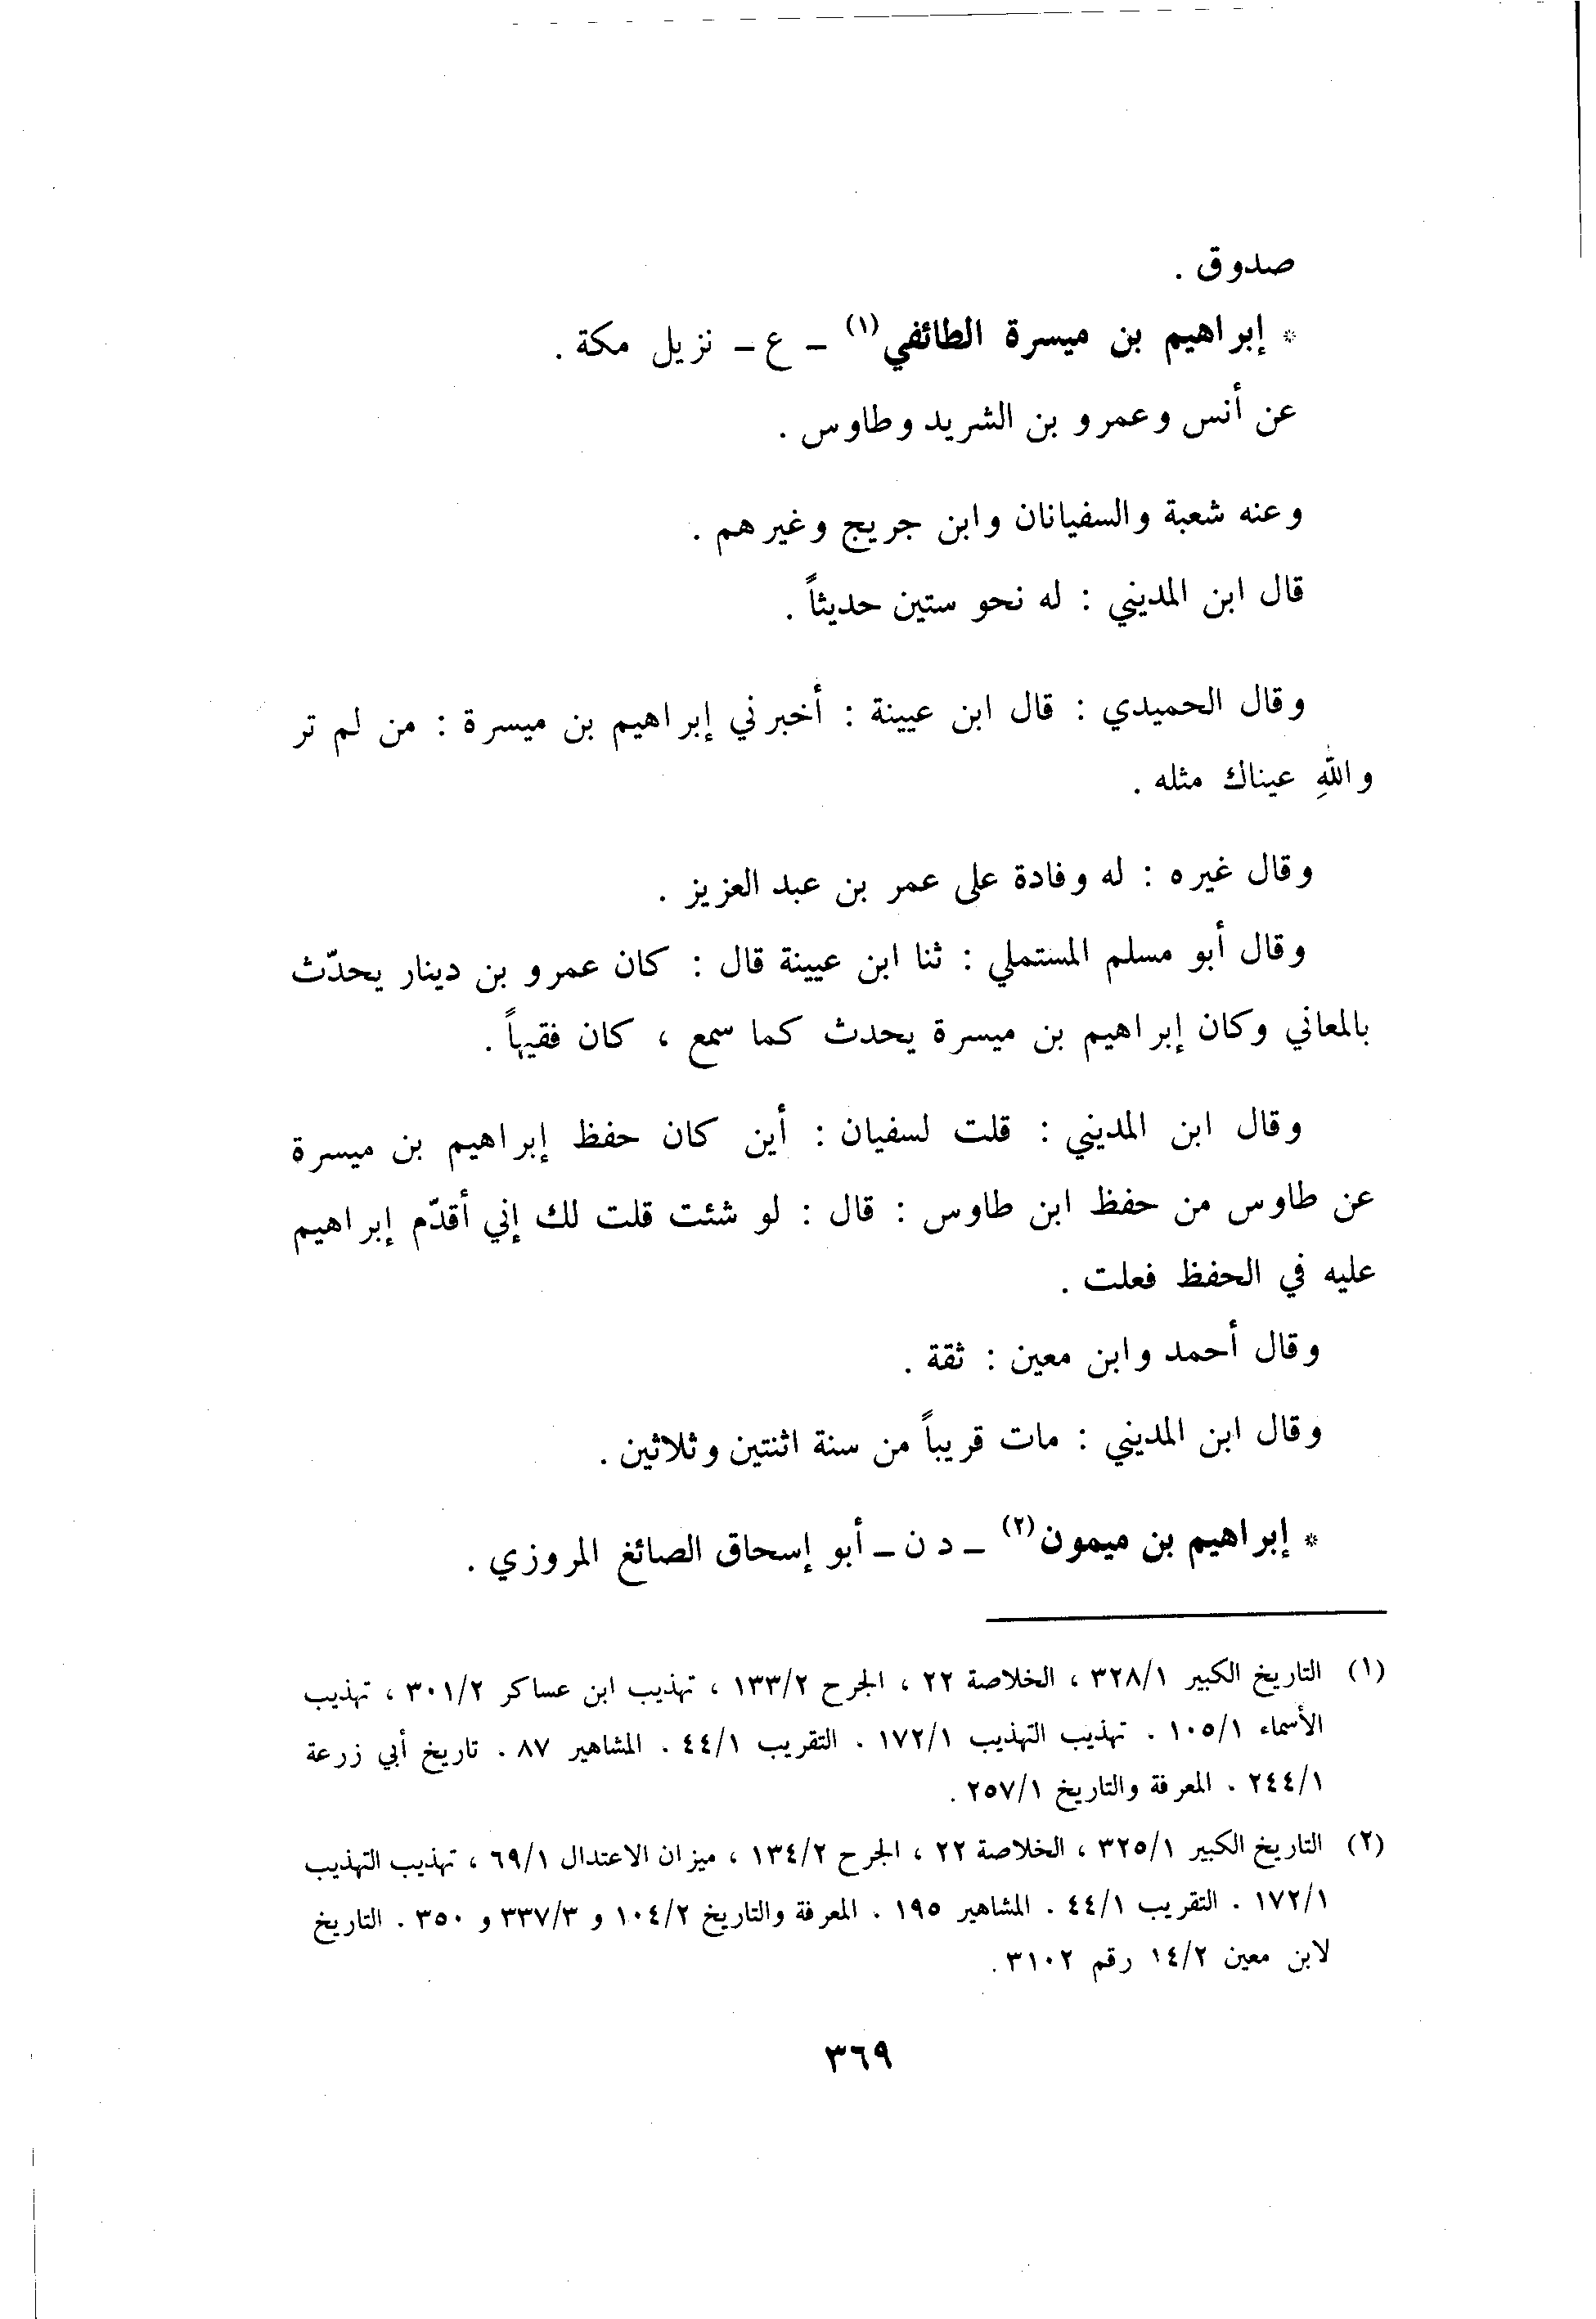 صدوق .
* إبراهيم بن ميسرة الطائفي (١) ـ ع ـ نزيل مكة .
عن أنس وعمرو بن الشريد وطاوس .
وعنه شعبة والسفيانان وابن جريج وغيرهم .
قال ابن المديني : له نحو ستين حديثاً .
وقال الحميدي : قال ابن عيينة : أخبرني إبراهيم بن ميسرة : من لم تر
واللّهِ عيناك مثله .
وقال غيره : له وفادة على عمر بن عبد العزيز .
وقال أبو مسلم المستملي : ثنا ابن عيينة قال : كان عمرو بن دينار يحدّث
بالمعاني وكان إبراهيم بن ميسرة يحدث كما سمع ، كان فقيهاً .
وقال ابن المديني : قلت لسفيان : أين كان حفظ إبراهيم بن ميسرة
عن طاوس من حفظ ابن طاوس : قال : لو شئت قلت لك إني أقدّم إبراهيم
عليه في الحفظ فعلت .
وقال أحمد وابن معين : ثقة .
وقال ابن المديني : مات قريباً من سنة اثنتين وثلاثين .
* إبراهيم بن ميمون (٢) ـ د ن ـ أبو إسحاق الصائغ المروزي .
(١) التاريخ الكبير ٣٢٨/١ ، الخلاصة ٢٢ ، الجرح ١٣٣/٢ ، تهذيب ابن عساكر ٣٠١/٢ ، تهذيب
الأسماء ١٠٥/١ . تهذيب التهذيب ١٧٢/١ . التقريب ٤٤/١ . المشاهير ٨٧ . تاريخ أبي زرعة
٢٤٤/١ . المعرفة والتاريخ ٢٥٧/١ .
(٢) التاريخ الكبير ٣٢٥/١ ، الخلاصة ٢٢ ، الجرح ١٣٤/٢ ، ميزان الاعتدال ٦٩/١ ، تهذيب التهذيب
١٧٢/١ . التقريب ٤٤/١ . المشاهير ١٩٥ . المعرفة والتاريخ ١٠٤/٢ و ٣٣٧/٣ و ٣٥٠ . التاريخ
لابن معين ١٤/٢ رقم ٣١٠٢ .
٣٦٩